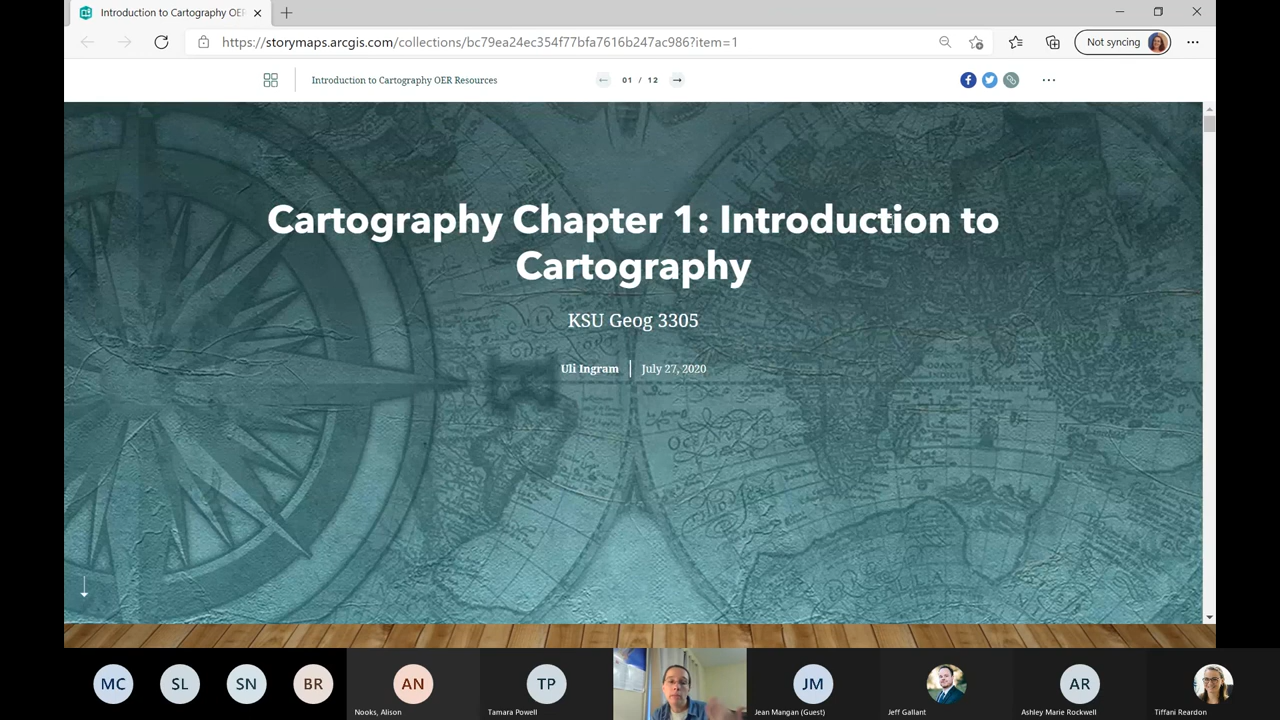 Introduction to Cartography OER
https://storymaps.arcgis.com/collections/bc79ea24ec354f77bfa7616b247ac986?item=1
Not syncing
Introduction to Cartography OER Resources
01 / 12
Cartography Chapter 1: Introduction to
Cartography
KSU Geog 3305
Uli Ingram | July 27, 2020
MC
SL
SN
BR
AN
TP
JM
AR
Nooks, Alison
Tamara Powell
Jean Mangan (Guest)
Jeff Gallant
Ashley Marie Rockwell
Tiffani Reardon